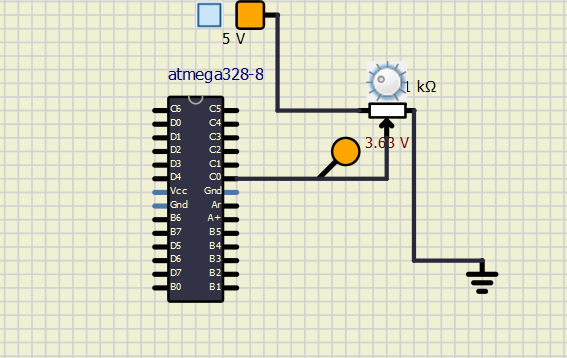 5 V
atmega328-8
1 kΩ
3.63 V
C6 C5
D0 C4
D1 C3
D2 C2
D3 C1
D4 C0
Vcc Gnd
Gnd Ar
B6 A+
B7 B5
D5 B4
D6 B3
D7 B2
B0 B1